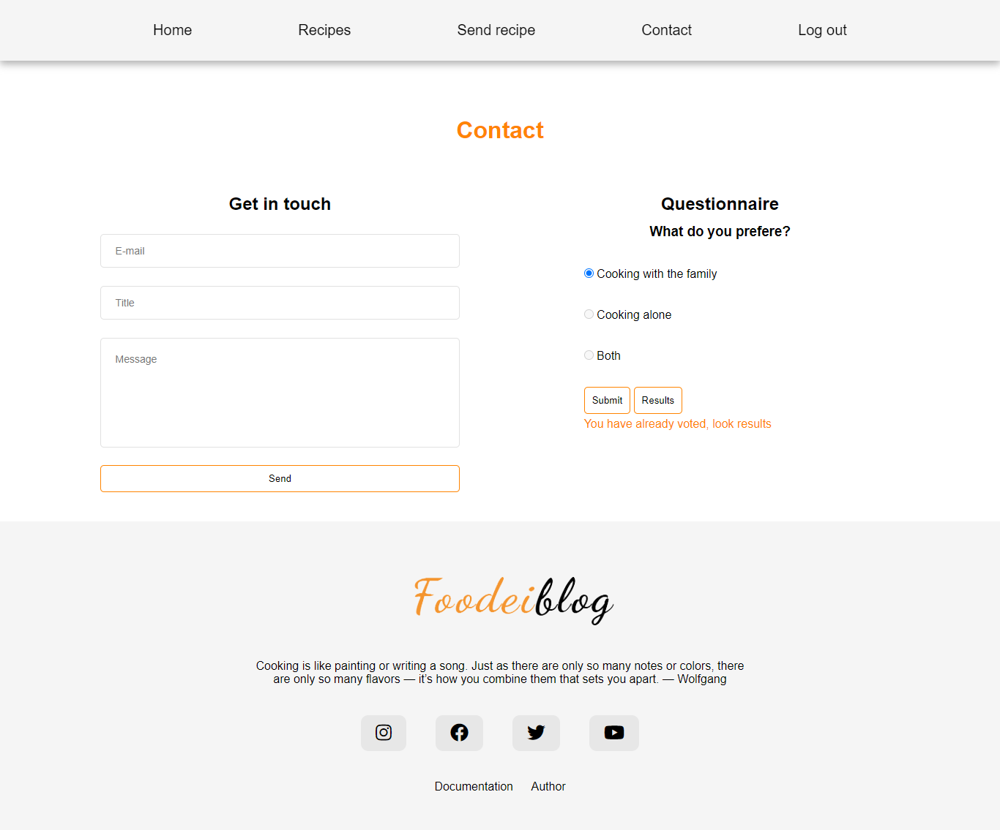 Home
Recipes
Send recipe
Contact
Log out
Contact
Get in touch
E-mail
Title
Message
Send
Questionnaire
What do you prefere?
Cooking with the family
Cooking alone
Both
Submit
Results
You have already voted, look results
Foodeiblog
Cooking is like painting or writing a song. Just as there are only so many notes or colors, there
are only so many flavors — it’s how you combine them that sets you apart. — Wolfgang
Documentation
Author